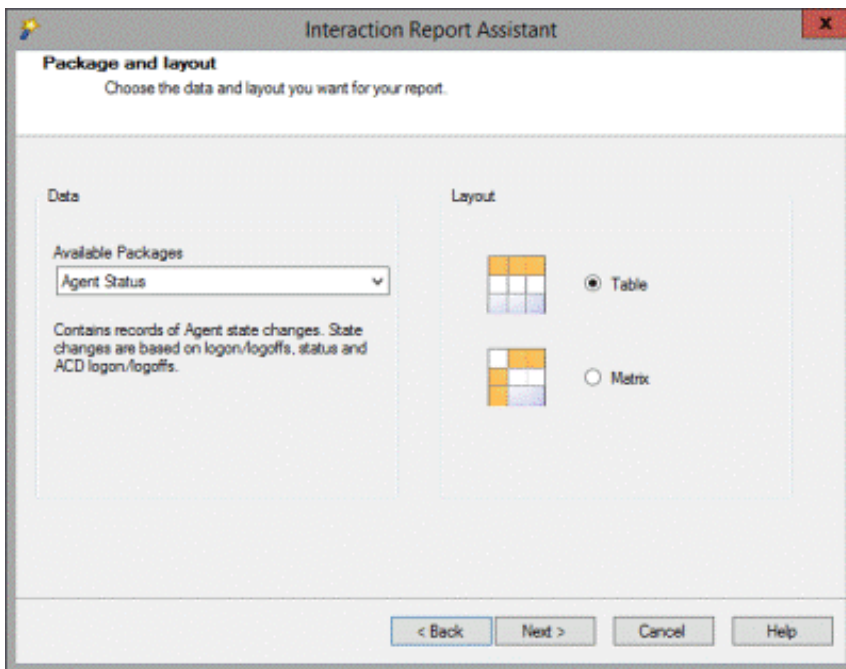 Interaction Report Assistant
x
Package and layout
Choose the data and layout you want for your report.
Data
Available Packages
Agent Status
Contains records of Agent state changes. State
changes are based on logon/logoffs, status and
ACD logon/logoffs.
Layout
Table
Matrix
< Back
Next >
Cancel
Help